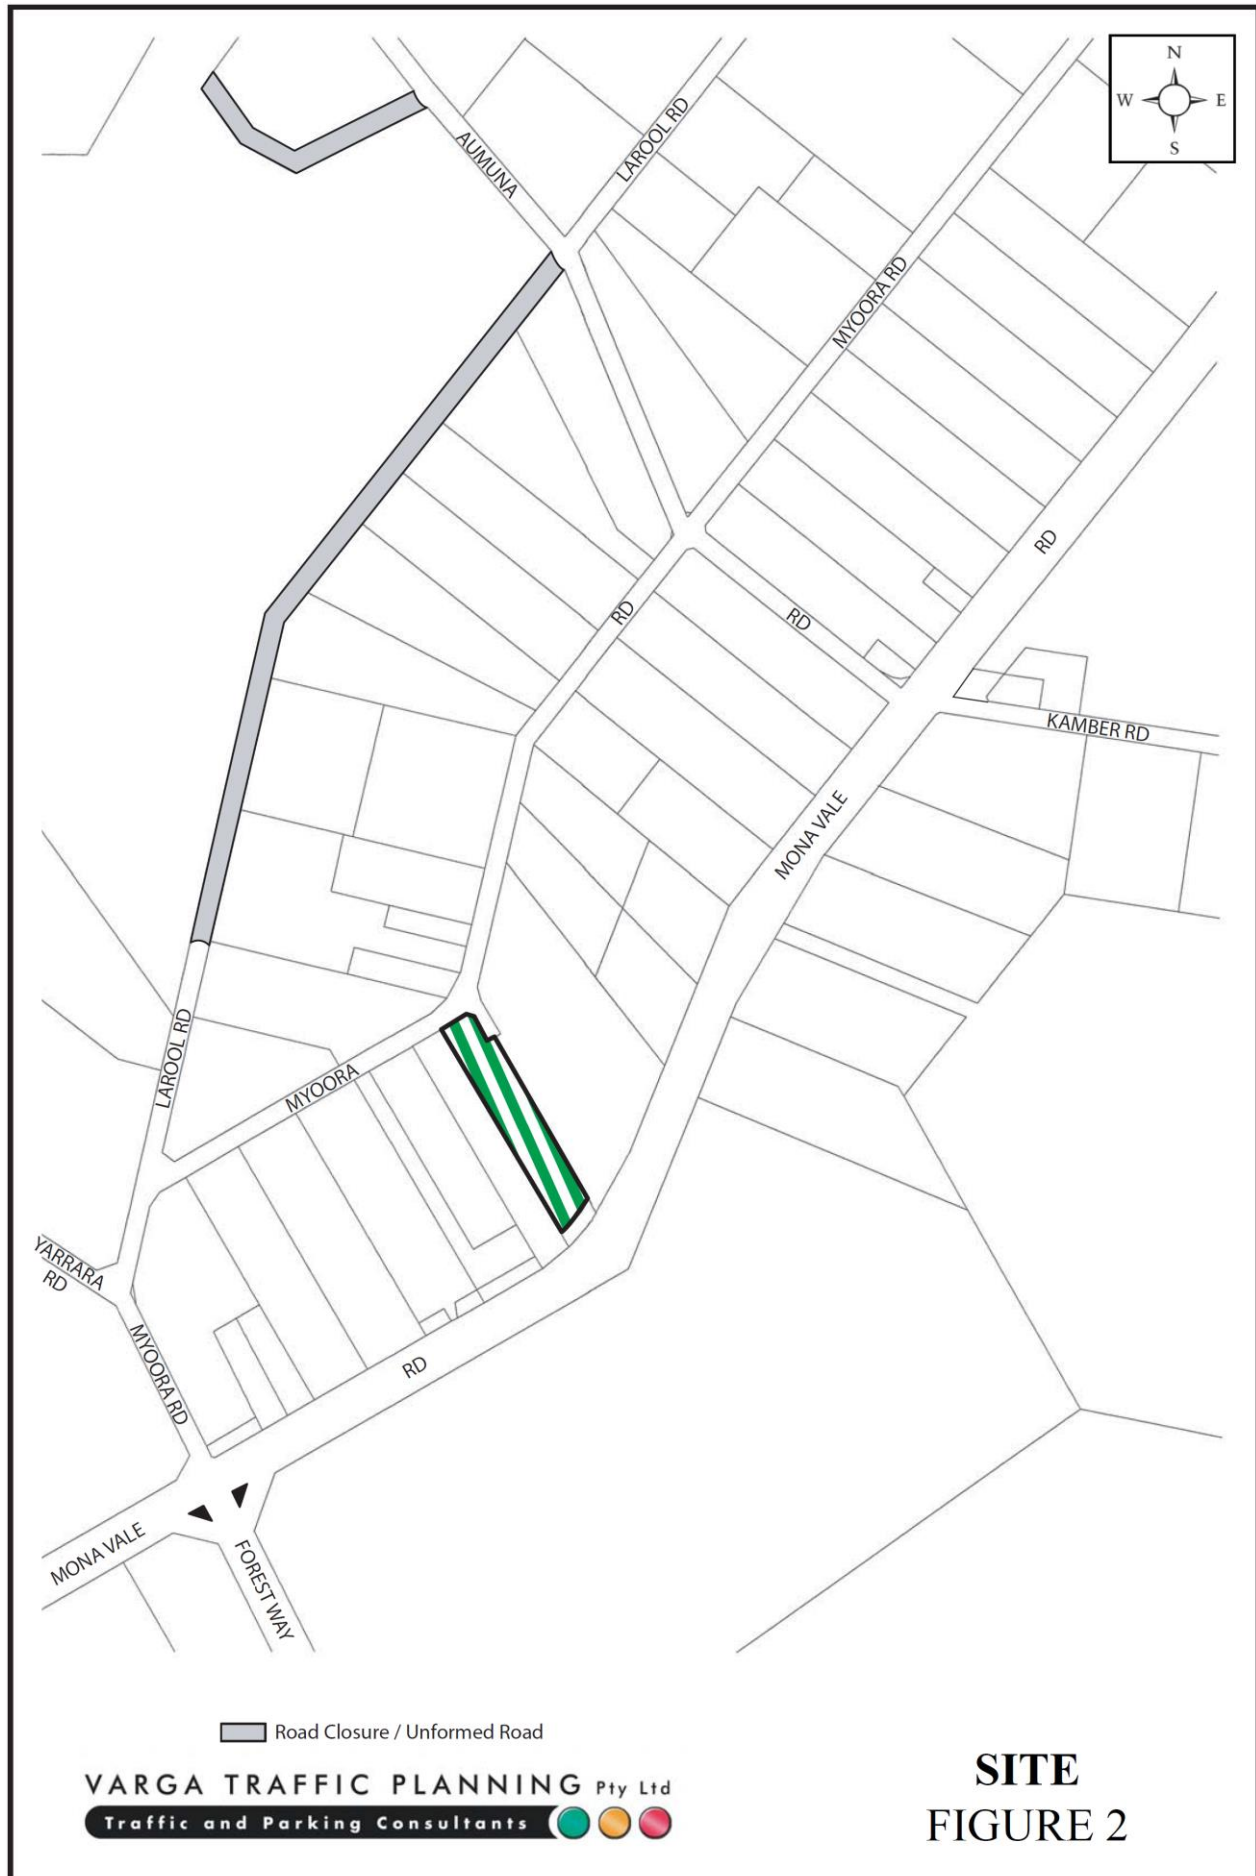 N
W E
S
AUMUNA
LAROOL RD
MYOORA RD
RD
RD
RD
KAMBER RD
MONA VALE
LAROOL RD
MYOORA
YARRARA
RD
MYOORA RD
RD
MONA VALE
FOREST WAY
Road Closure / Unformed Road
VARGA TRAFFIC PLANNING Pty Ltd
Traffic and Parking Consultants
SITE
FIGURE 2